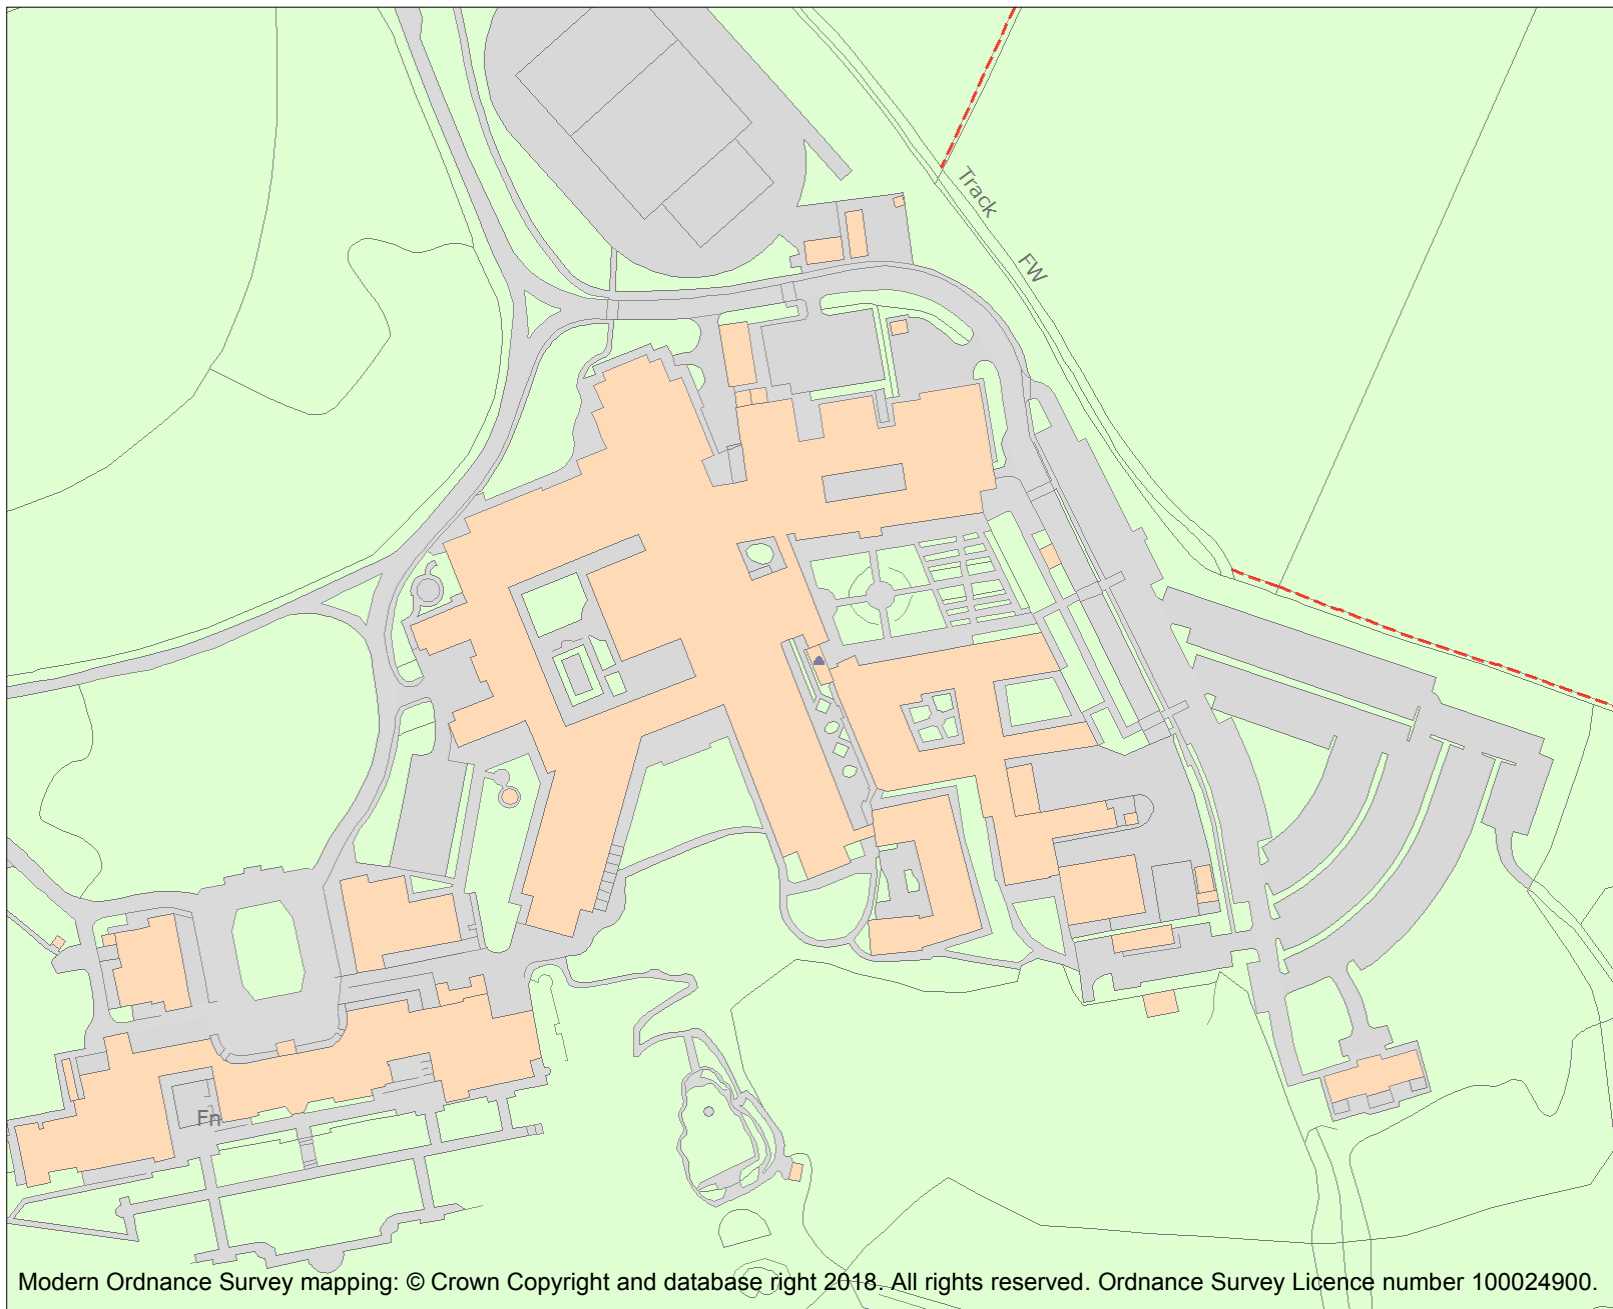 Track
FW
Fn
Modern Ordnance Survey mapping: © Crown Copyright and database right 2018. All rights reserved. Ordnance Survey Licence number 100024900.